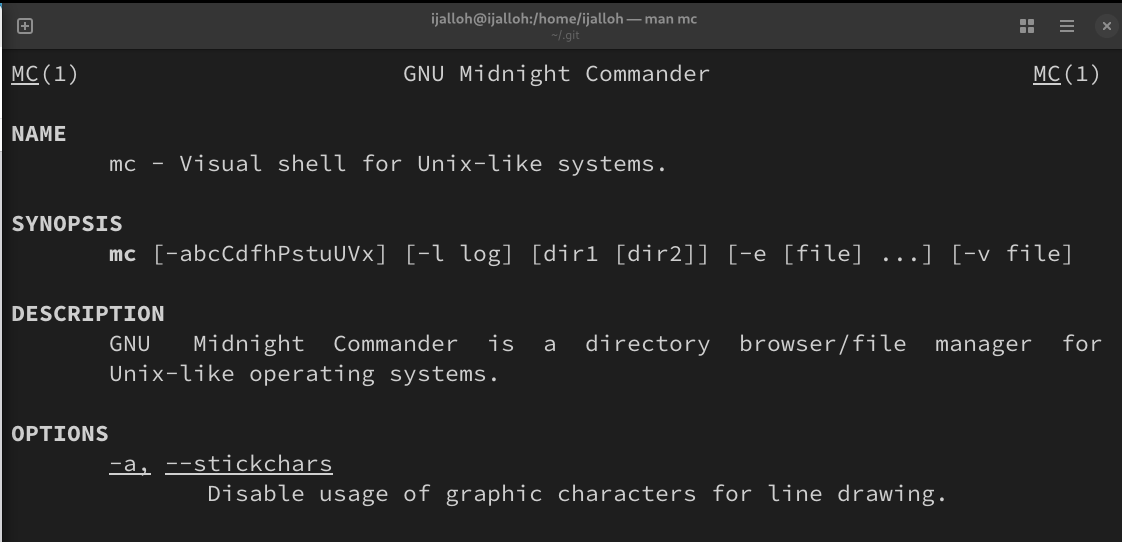 ijalloh@ijalloh:/home/ijalloh — man mc
~/.git
MC(1) GNU Midnight Commander MC(1)
NAME
mc - Visual shell for Unix-like systems.
SYNOPSIS
mc [-abcCdfhPstuUVx] [-l log] [dir1 [dir2]] [-e [file] ...] [-v file]
DESCRIPTION
GNU Midnight Commander is a directory browser/file manager for
Unix-like operating systems.
OPTIONS
-a, --stickchars
Disable usage of graphic characters for line drawing.